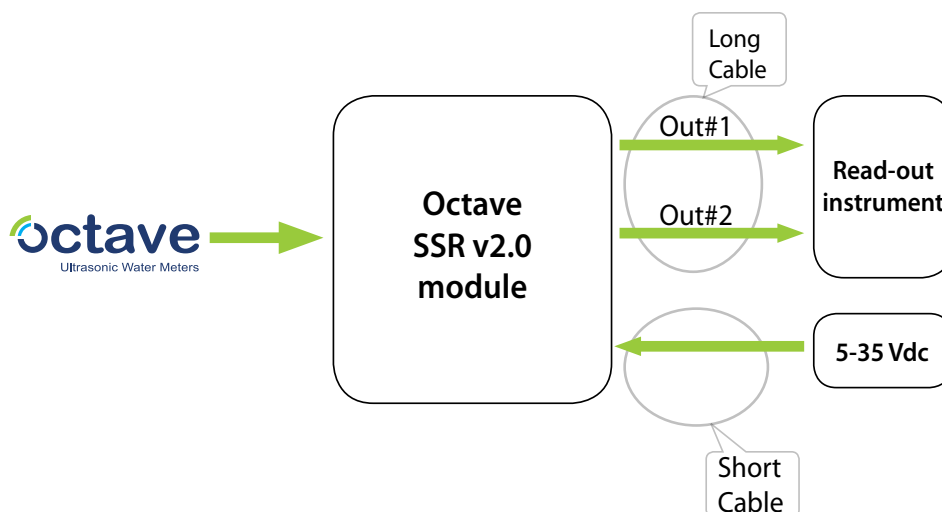 Long
Cable
Out#1
Read-out
instrument
Octave
SSR v2.0
module
Out#2
octave
Ultrasonic Water Meters
5-35 Vdc
Short
Cable